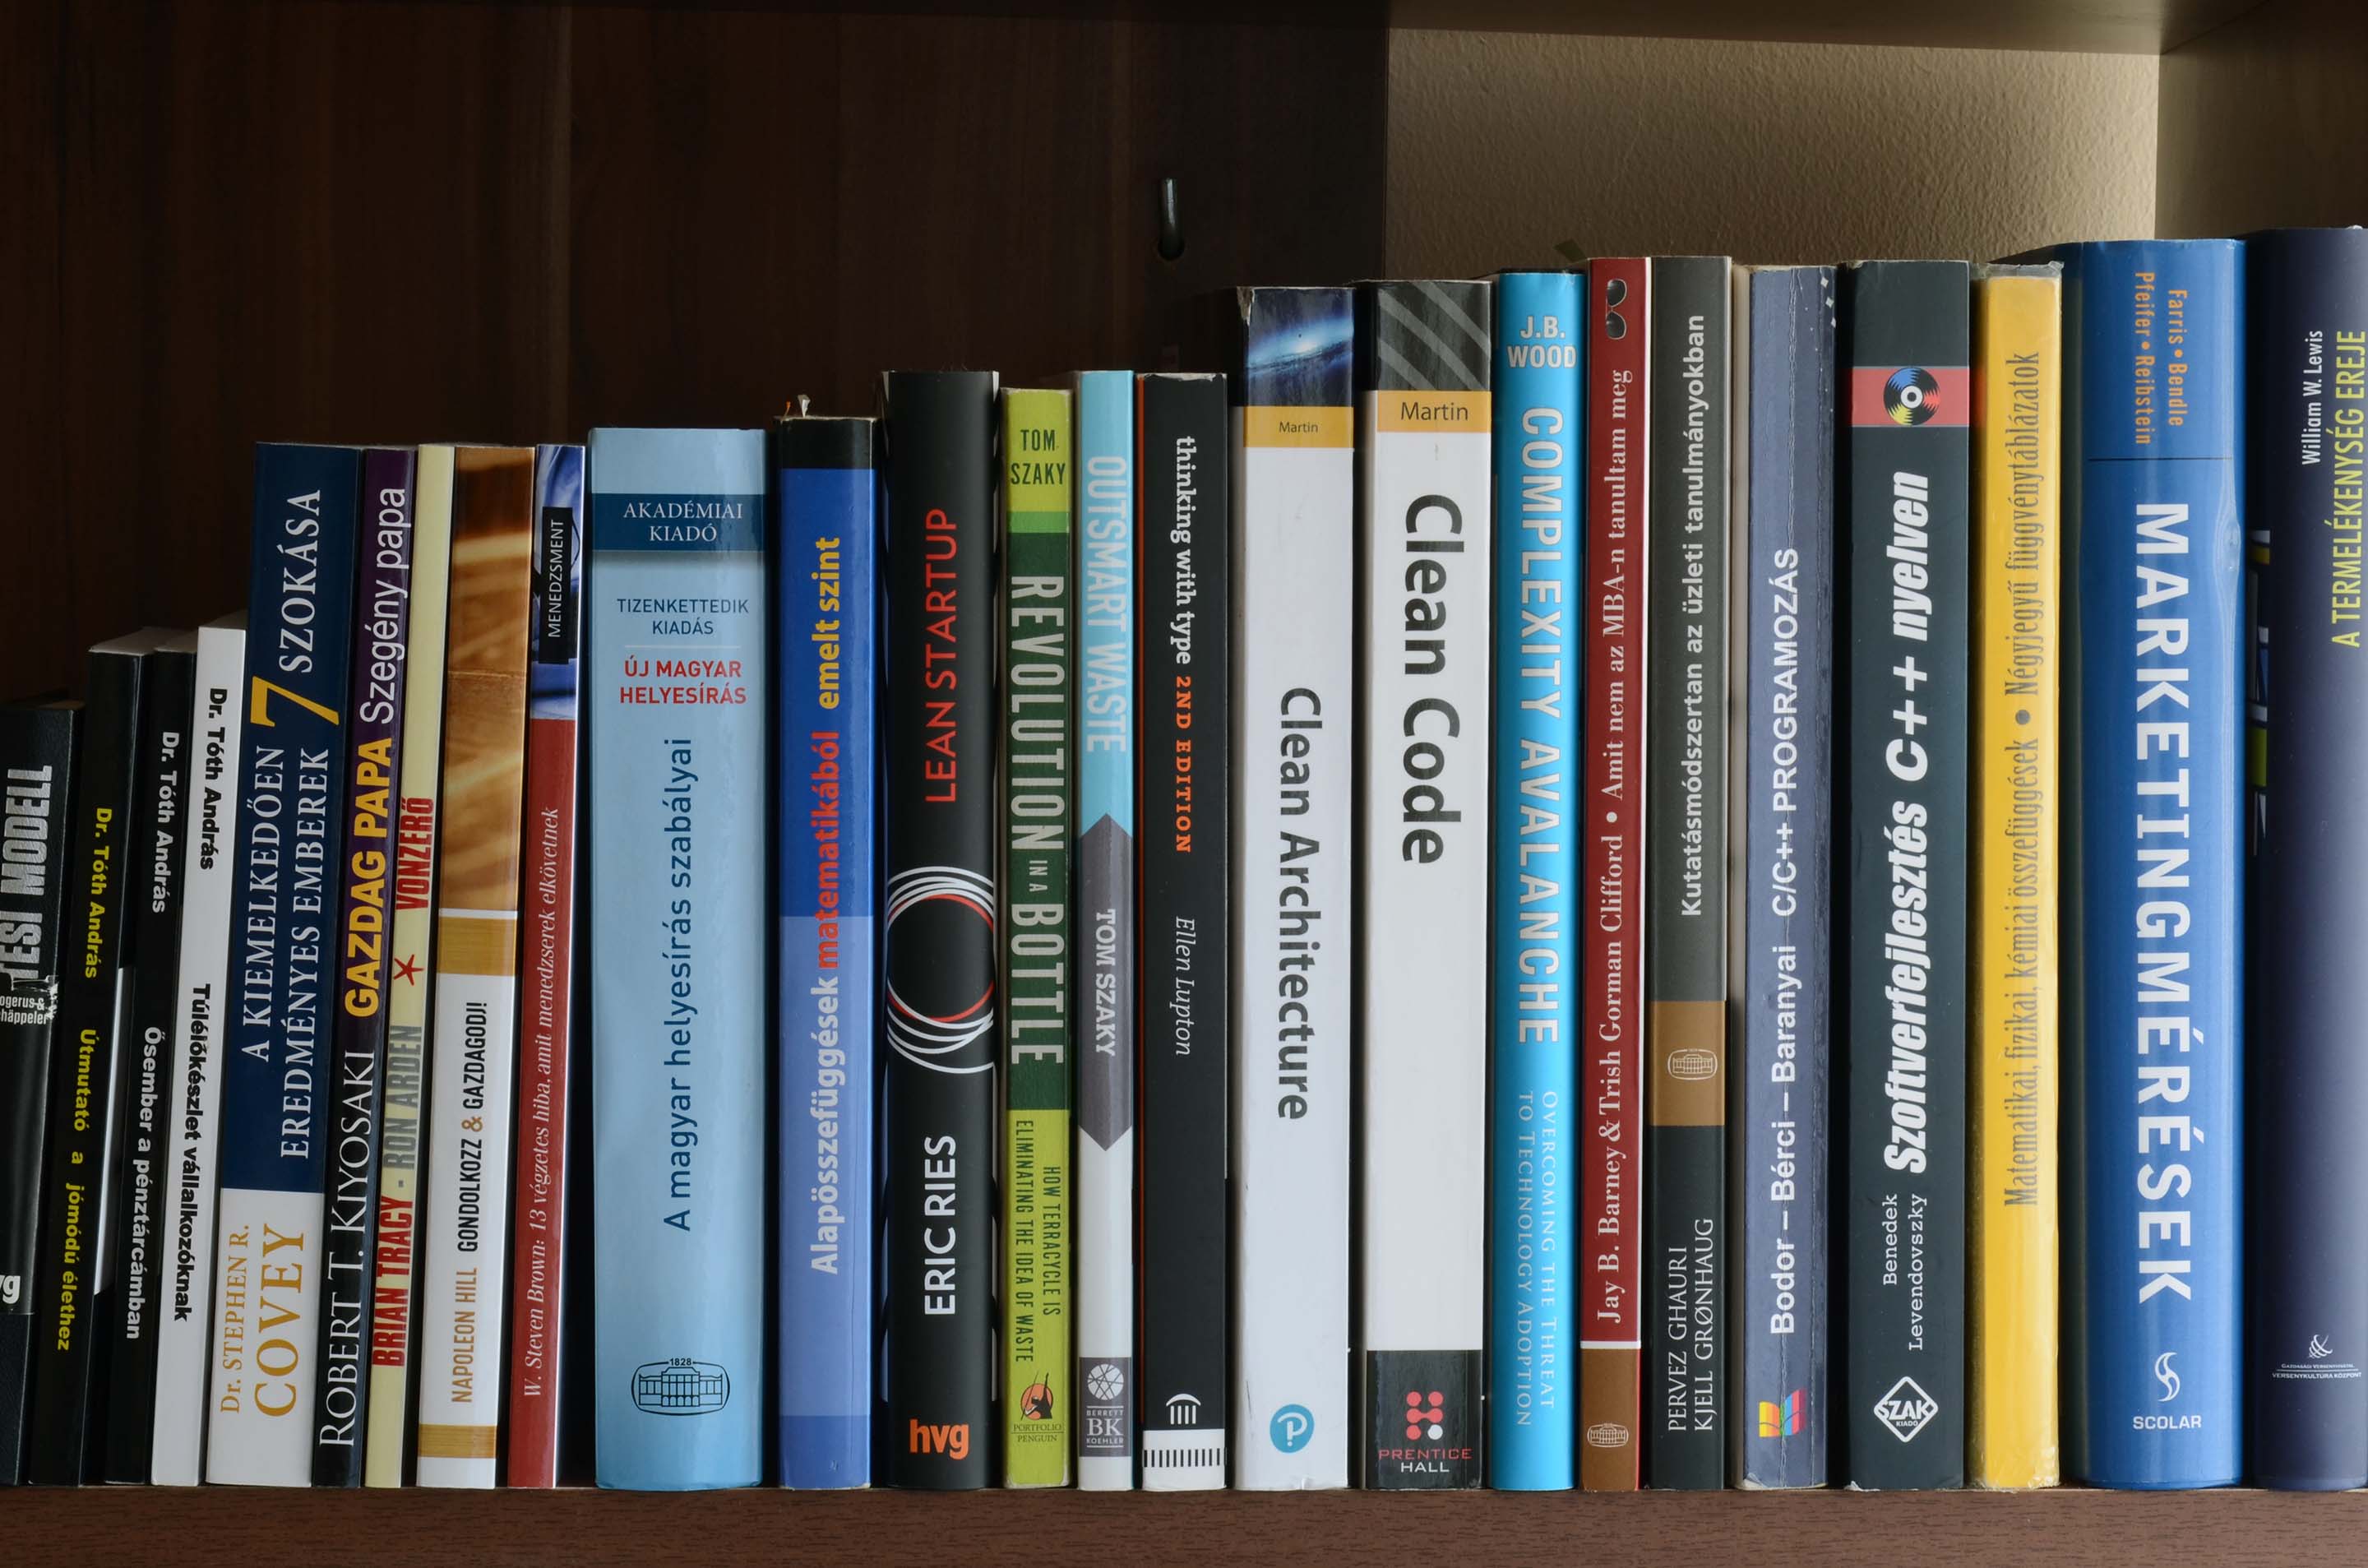 TESI MODELL
ogerus &
häppeler
Dr. Tóth András Útmutató a jómódú élethez
Dr. Tóth András Ősember a pénztárcámban
Dr. Tóth András Túlélőkészlet vállalkozóknak
Dr. STEPHEN R.
COVEY
A KIEMELKEDŐEN
EREDMÉNYES EMBEREK
7 SZOKÁSA
ROBERT T. KIYOSAKI GAZDAG PAPA Szegény papa
BRIAN TRACY - RON ARDEN VONZERŐ
NAPOLEON HILL GONDOLKOZZ & GAZDAGODJ!
MENEDZSMENT
W. Steven Brown: 13 végzetes hiba, amit menedzserek elkövetnek
AKADÉMIAI
KIADÓ
TIZENKETTEDIK
KIADÁS
ÚJ MAGYAR
HELYESÍRÁS
A magyar helyesírás szabályai
1828
Alapösszefüggések matematikából emelt szint
ERIC RIES LEAN STARTUP
hvg
TOM
SZAKY
REVOLUTION IN A BOTTLE
HOW TERRACYCLE IS
ELIMINATING THE IDEA OF WASTE
PORTFOLIO
PENGUIN
OUTSMART WASTE
TOM SZAKY
BERRETT
BK
KOEHLER
thinking with type 2ND EDITION Ellen Lupton
Martin
Clean Architecture
Martin
Clean Code
PRENTICE
HALL
J.B.
WOOD
COMPLEXITY AVALANCHE
OVERCOMING THE THREAT
TO TECHNOLOGY ADOPTION
Jay B. Barney & Trish Gorman Clifford • Amit nem az MBA-n tanultam meg
PERVEZ GHAURI
KJELL GRØNHAUG
Kutatásmódszertan az üzleti tanulmányokban
Bodor – Bérci – Baranyai C/C++ PROGRAMOZÁS
Benedek
Levendovszky
Szoftverfejlesztés C++ nyelven
SZAK
KIADÓ
Matematikai, fizikai, kémiai összefüggések • Négyjegyű függvénytáblázatok
Farris • Bendle
Pfeifer • Reibstein
MARKETINGMÉRÉSEK
SCOLAR
William W. Lewis
A TERMELÉKENYSÉG EREJE
&
VERSENYKULTÚRA KÖZPONT